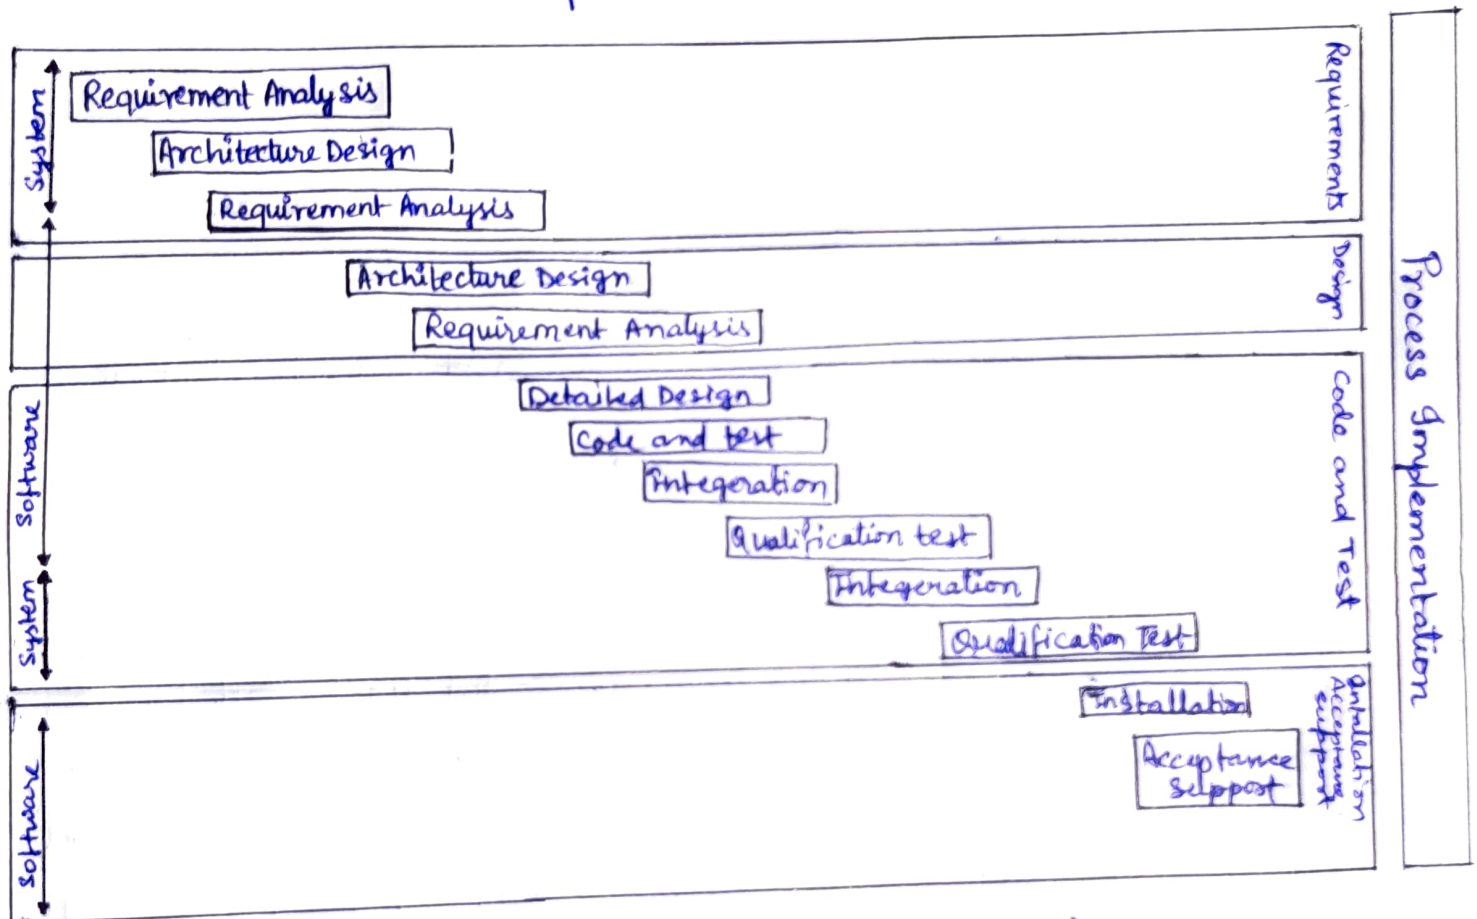 System
Requirement Analysis
Architecture Design
Requirement Analysis
Requirements
Architecture Design
Requirement Analysis
Design
Software
Detailed Design
Code and test
Integeration
Qualification test
System
Integeration
Qualification Test
Code and Test
Software
Installation
Acceptance
Support
Intallation
Acceptance
support
Process Implementation